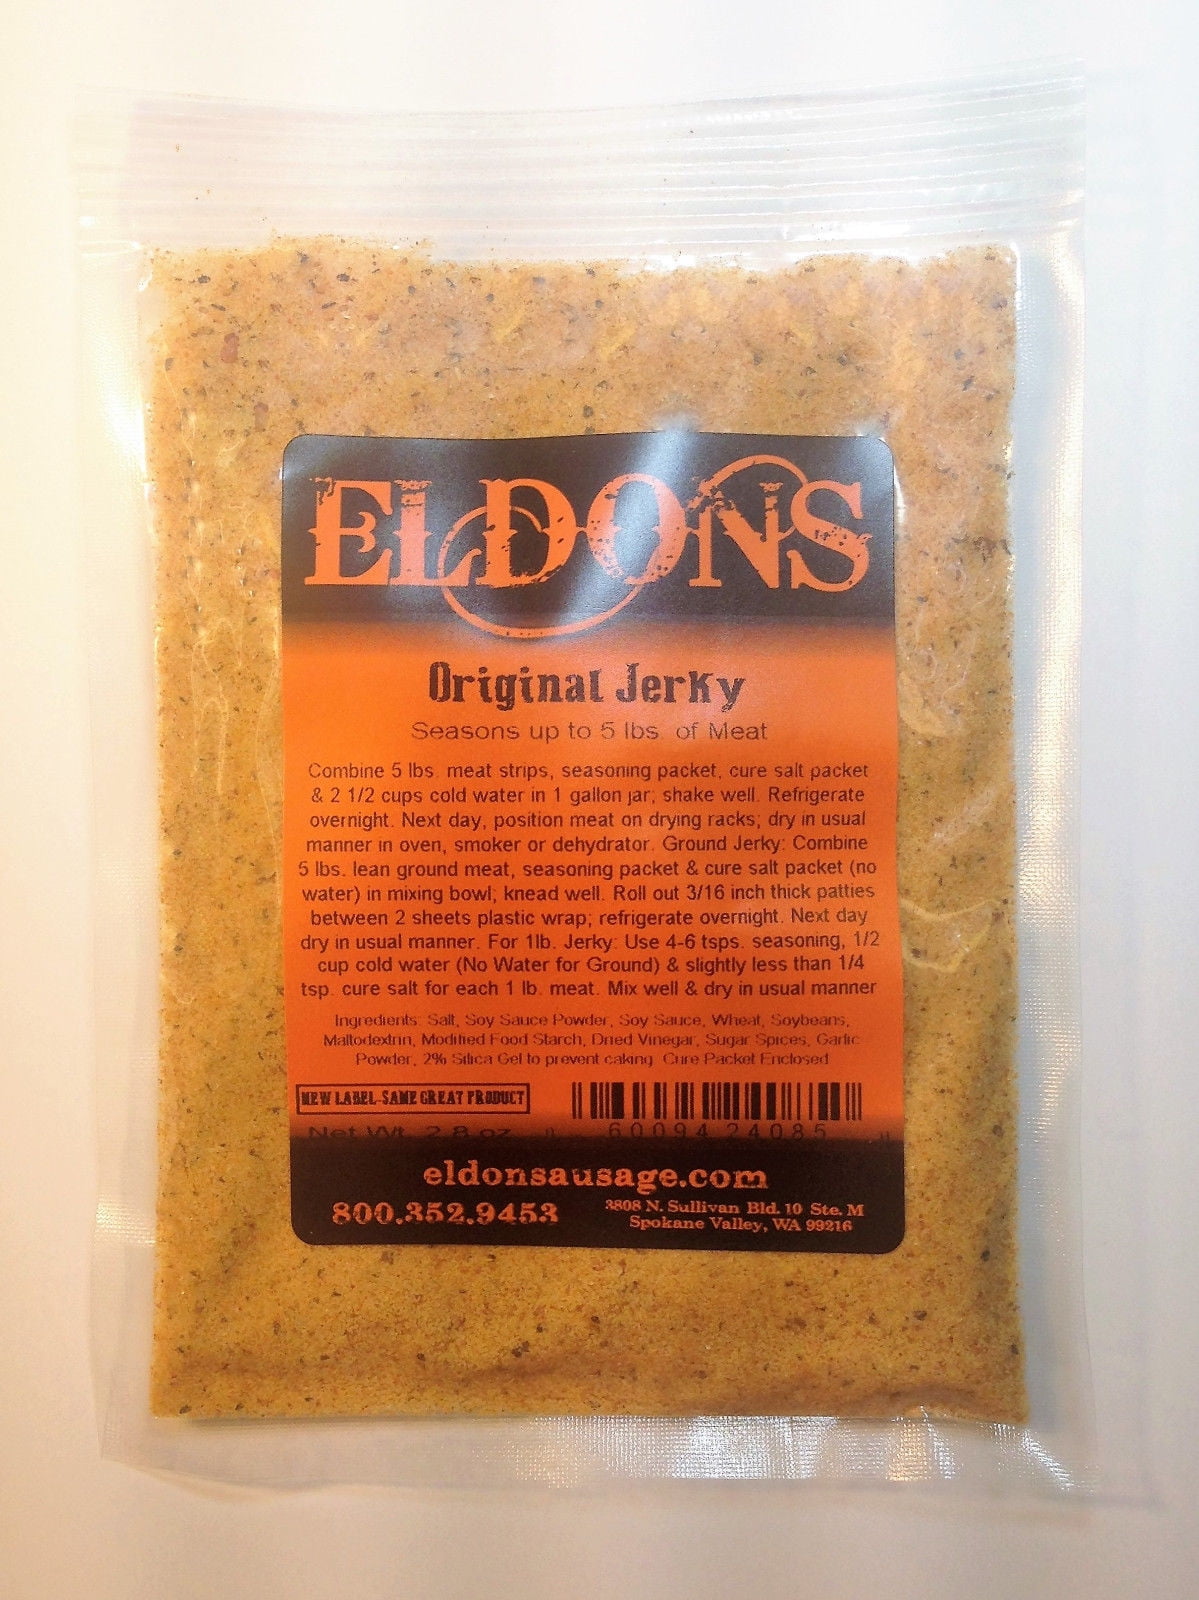 ELDONS
Original Jerky
Seasons up to 5 lbs. of Meat
Combine 5 lbs. meat strips, seasoning packet, cure salt packet
& 2 1/2 cups cold water in 1 gallon jar; shake well. Refrigerate
overnight. Next day, position meat on drying racks; dry in usual
manner in oven, smoker or dehydrator. Ground Jerky: Combine
5 lbs. lean ground meat, seasoning packet & cure salt packet (no
water) in mixing bowl; knead well. Roll out 3/16 inch thick patties
between 2 sheets plastic wrap; refrigerate overnight. Next day
dry in usual manner. For 1lb. Jerky: Use 4-6 tsps. seasoning, 1/2
cup cold water (No Water for Ground) & slightly less than 1/4
tsp. cure salt for each 1 lb. meat. Mix well & dry in usual manner
Ingredients: Salt, Soy Sauce Powder, Soy Sauce, Wheat, Soybeans,
Maltodextrin, Modified Food Starch, Dried Vinegar, Sugar Spices, Garlic
Powder, 2% Silica Gel to prevent caking. Cure Packet Enclosed
NEW LABEL-SAME GREAT PRODUCT
Net Wt. 2.8 oz. 60094 24085
eldonsausage.com
800.352.9453
3808 N. Sullivan Bld. 10 Ste. M
Spokane Valley, WA 99216